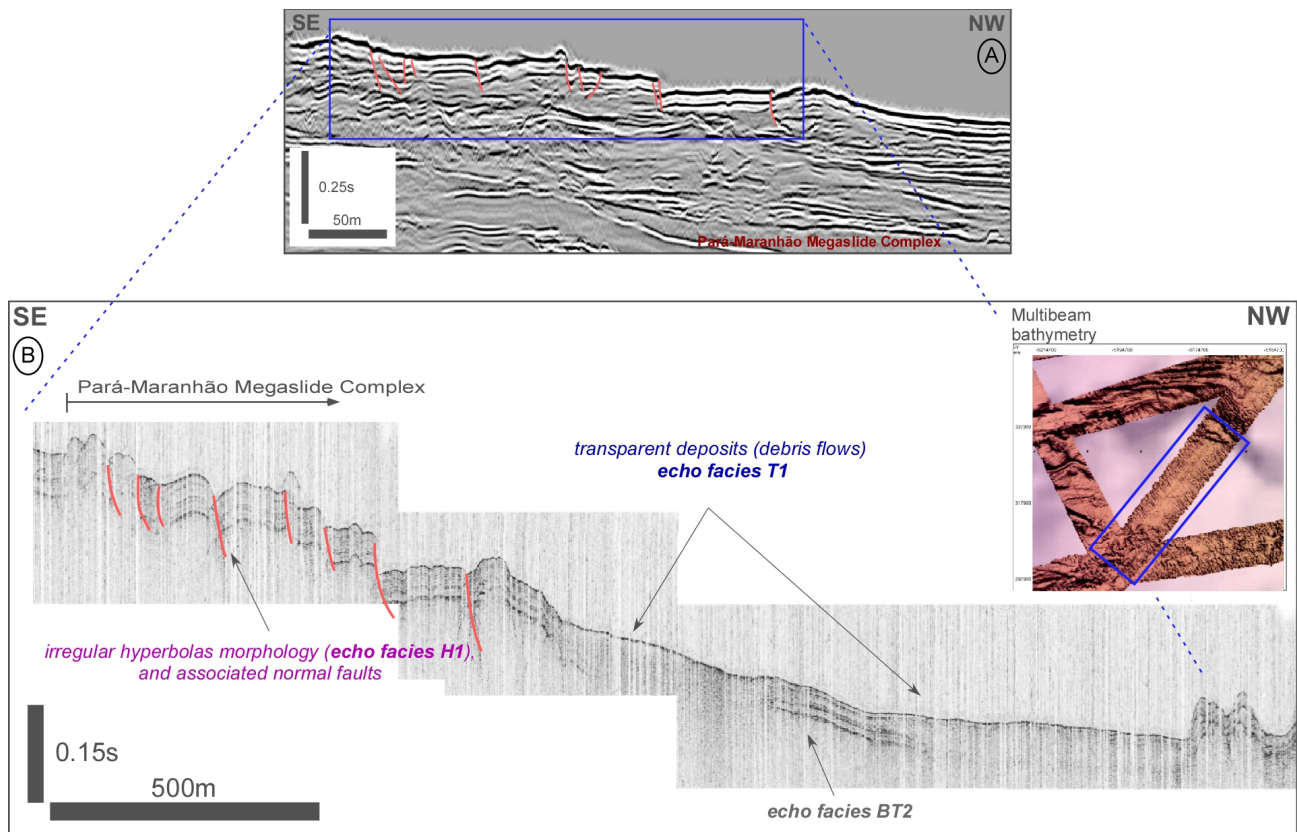 SE
NW
A
0.25s
50m
Pará-Maranhão Megaslide Complex
SE
NW
B
Multibeam
bathymetry
Pará-Maranhão Megaslide Complex
transparent deposits (debris flows)
echo facies T1
irregular hyperbolas morphology (echo facies H1),
and associated normal faults
0.15s
500m
echo facies BT2